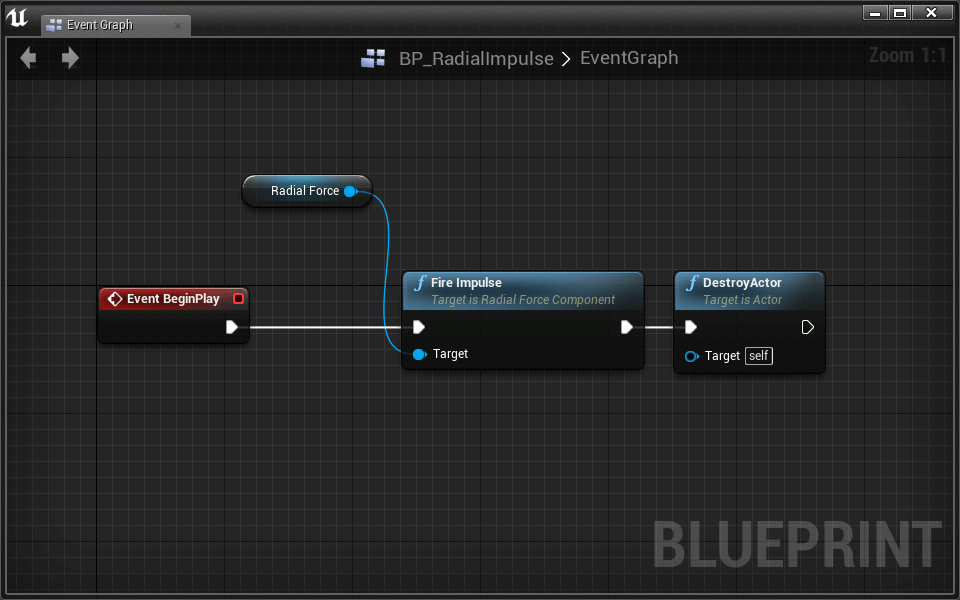 Event Graph
BP_RadialImpulse > EventGraph
Zoom 1:1
Radial Force
Event BeginPlay
f Fire Impulse
Target is Radial Force Component
Target
f DestroyActor
Target is Actor
Target self
BLUEPRINT